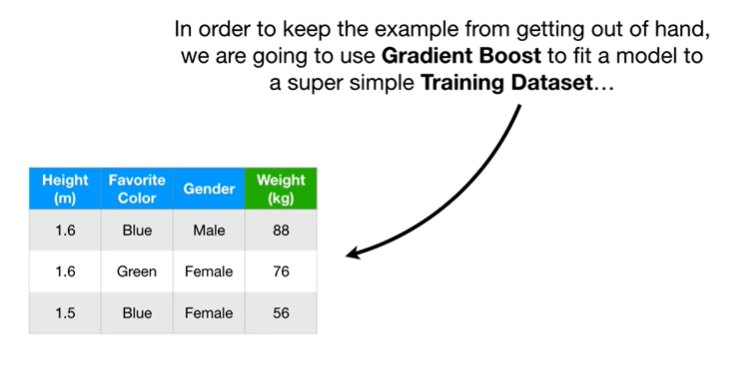 In order to keep the example from getting out of hand,
we are going to use Gradient Boost to fit a model to
a super simple Training Dataset…
Height (m) Favorite Color Gender Weight (kg)
1.6 Blue Male 88
1.6 Green Female 76
1.5 Blue Female 56